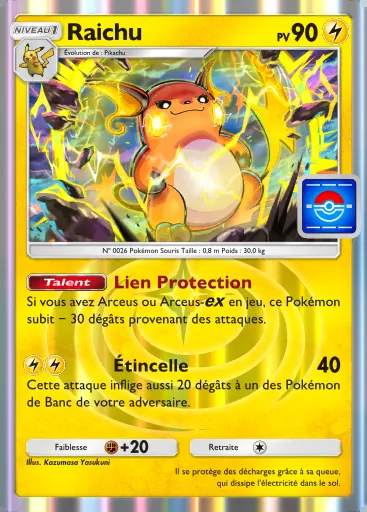 NIVEAU 1
Raichu
PV 90
Évolution de : Pikachu
N° 0026 Pokémon Souris Taille : 0,8 m Poids : 30,0 kg
Talent Lien Protection
Si vous avez Arceus ou Arceus-ex en jeu, ce Pokémon
subit − 30 dégâts provenant des attaques.
Étincelle 40
Cette attaque inflige aussi 20 dégâts à un des Pokémon
de Banc de votre adversaire.
Faiblesse +20 Retraite
Illus. Kazumasa Yasukuni
Il se protège des décharges grâce à sa queue,
qui dissipe l'électricité dans le sol.